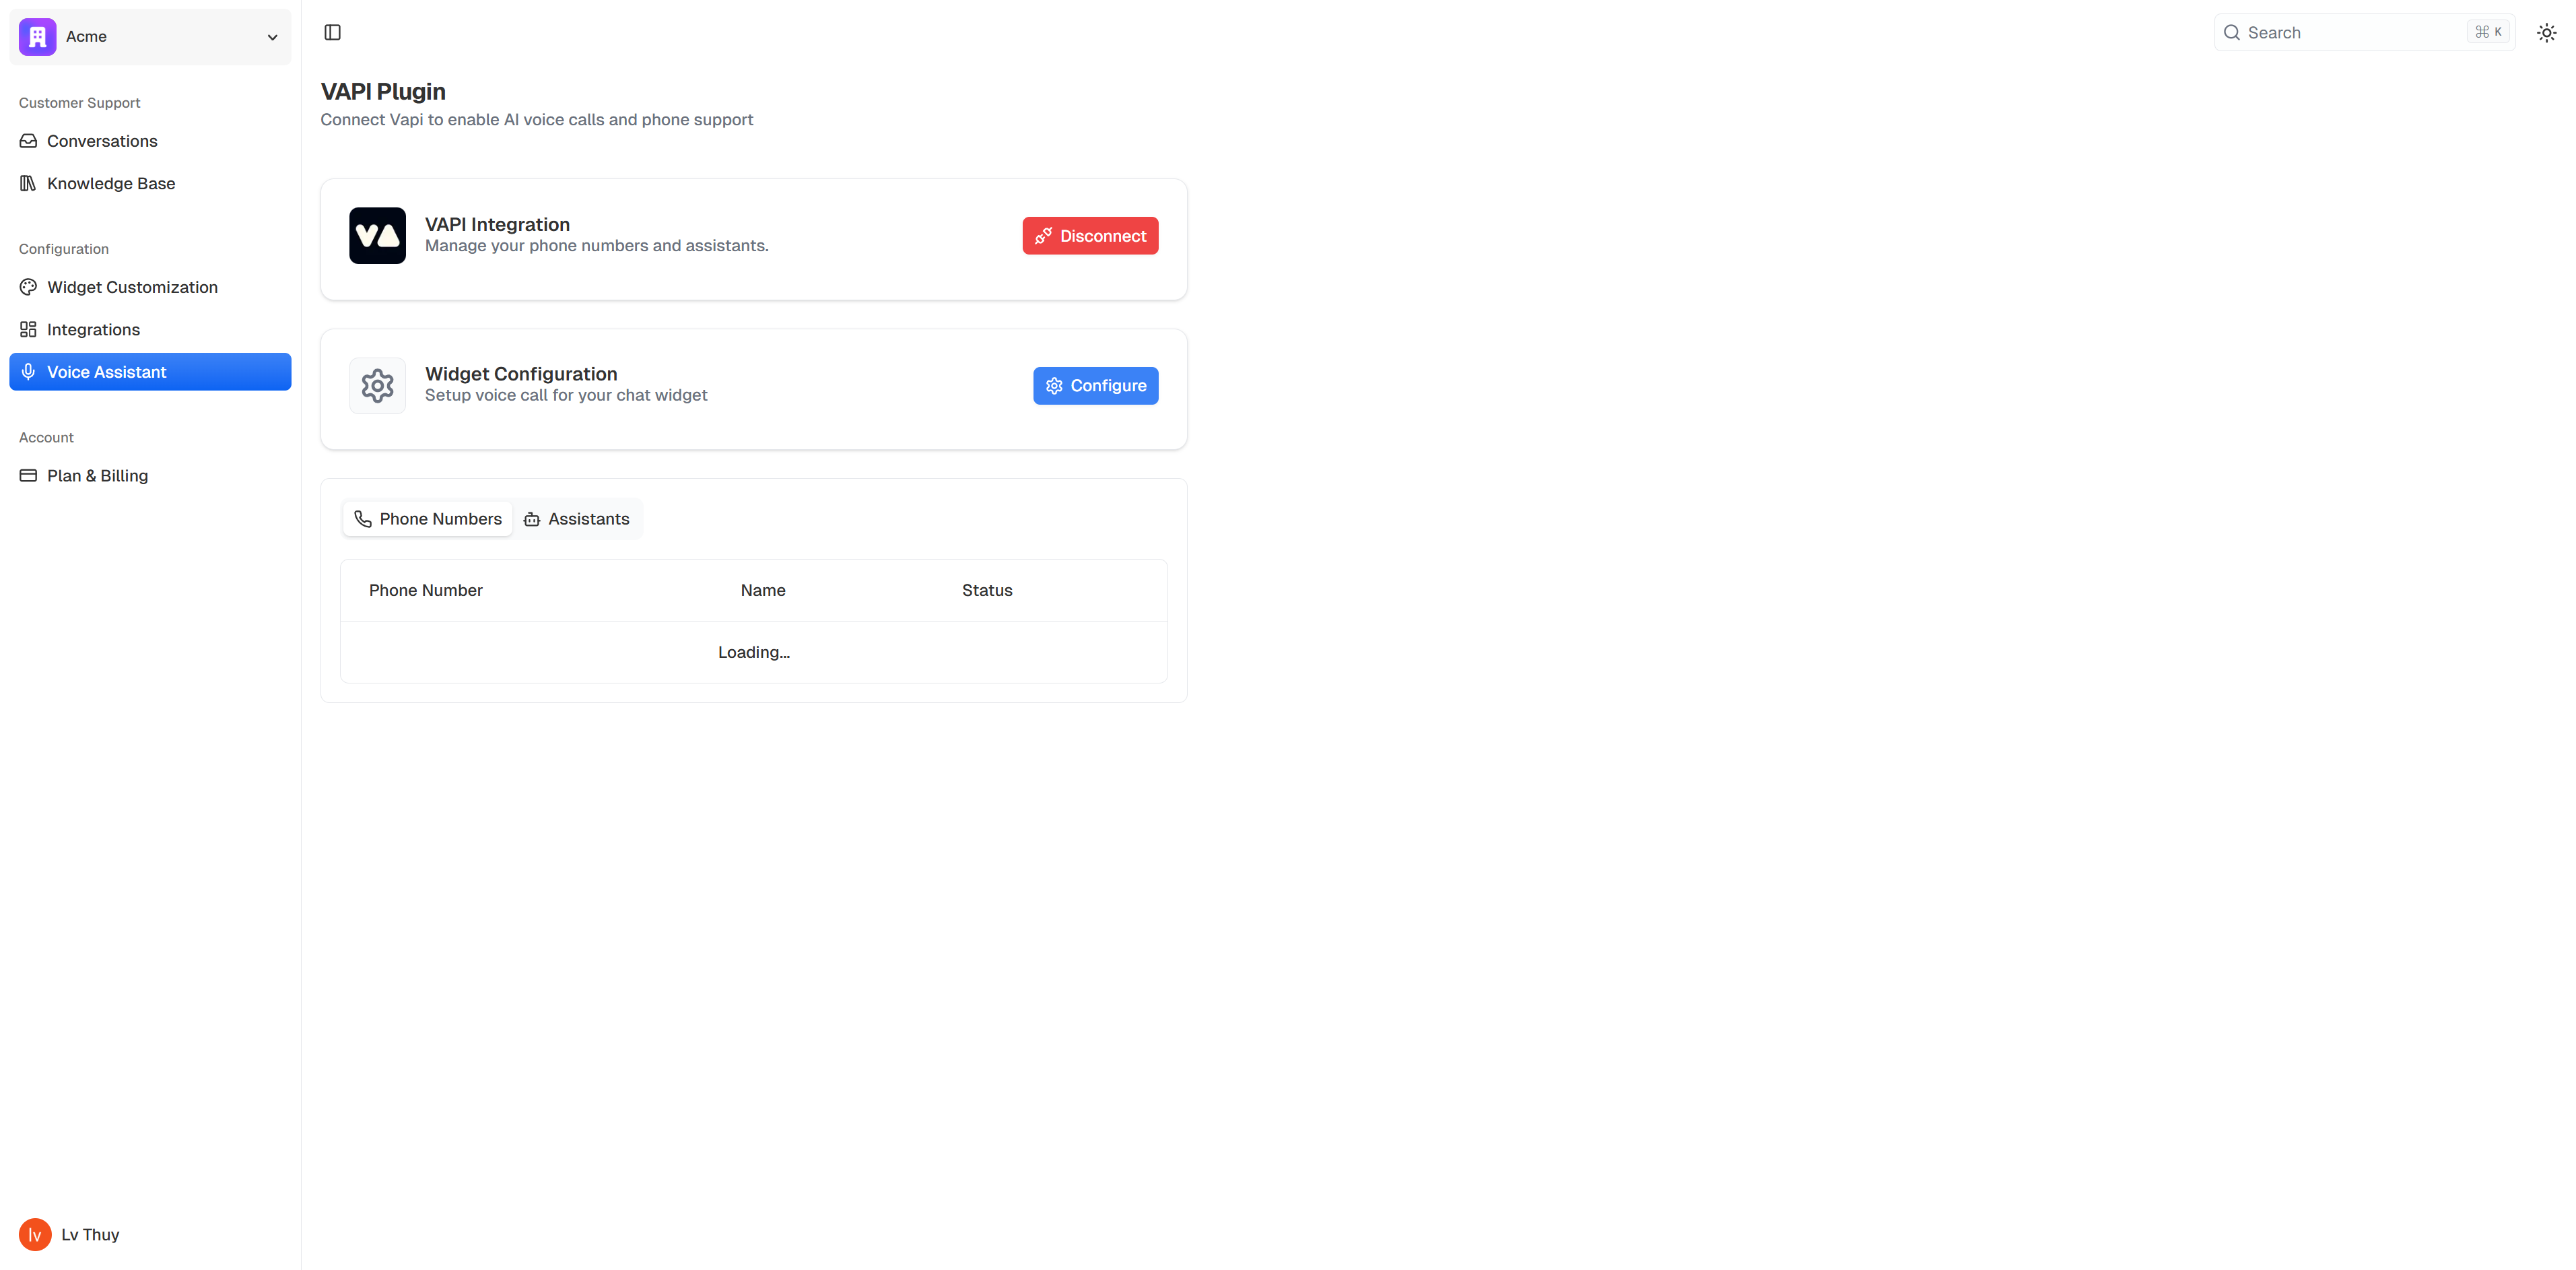 Acme
Search
⌘ K
Customer Support
Conversations
Knowledge Base
Configuration
Widget Customization
Integrations
Voice Assistant
Account
Plan & Billing
lv
Lv Thuy
VAPI Plugin
Connect Vapi to enable AI voice calls and phone support
VA
VAPI Integration
Manage your phone numbers and assistants.
Disconnect
Widget Configuration
Setup voice call for your chat widget
Configure
Phone Numbers
Assistants
Phone Number
Name
Status
Loading...